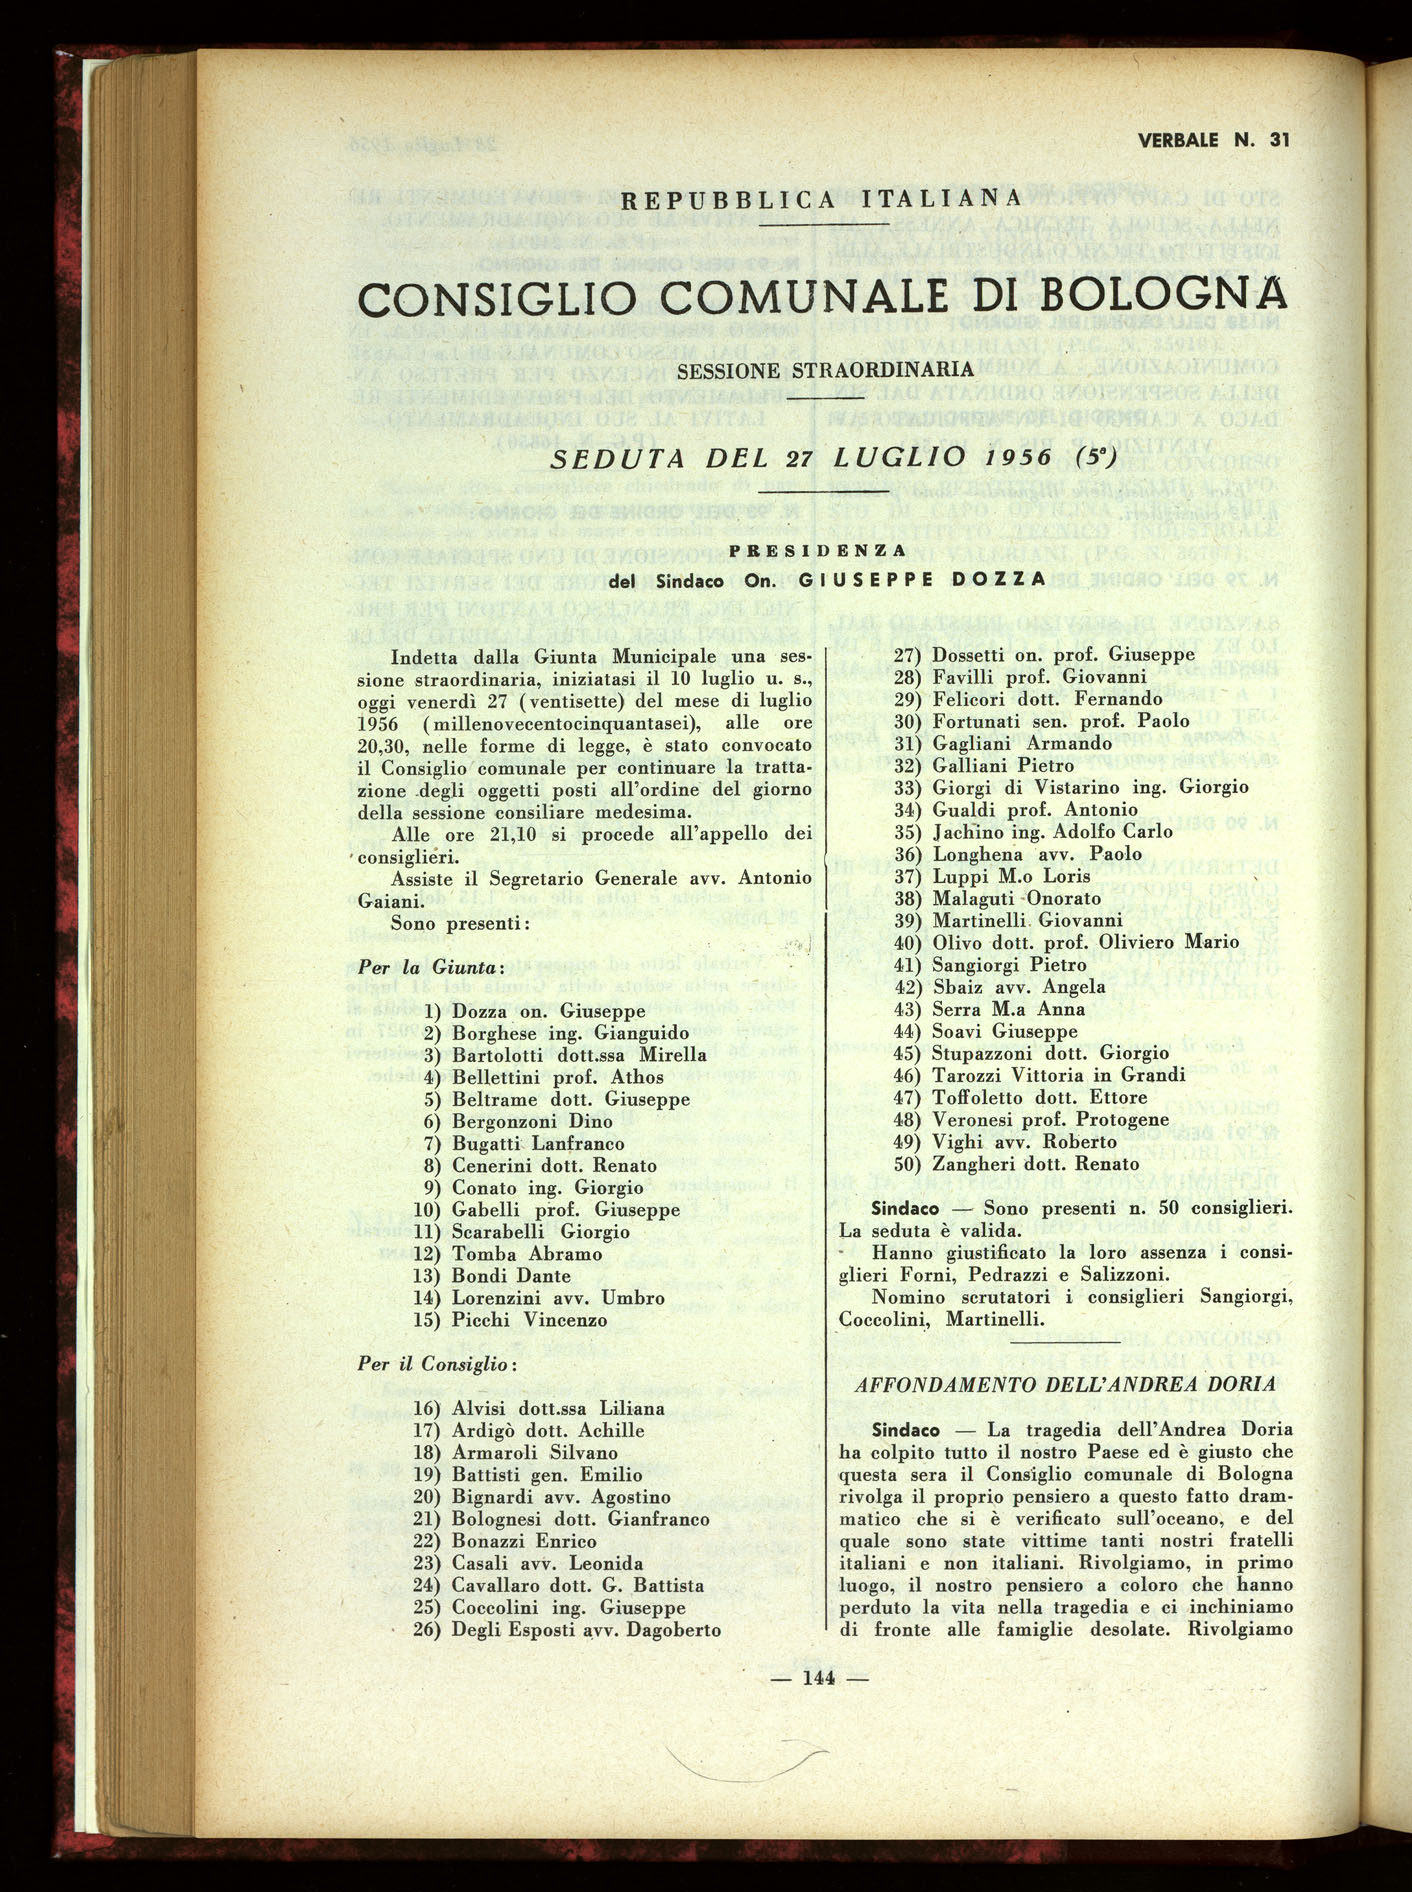 VERBALE N. 31
REPUBBLICA ITALIANA
CONSIGLIO COMUNALE DI BOLOGNA
SESSIONE STRAORDINARIA
SEDUTA DEL 27 LUGLIO 1956 (5ª)
PRESIDENZA
del Sindaco On. GIUSEPPE DOZZA
Indetta dalla Giunta Municipale una ses-
sione straordinaria, iniziatasi il 10 luglio u. s.,
oggi venerdì 27 (ventisette) del mese di luglio
1956 (millenovecentocinquantasei), alle ore
20,30, nelle forme di legge, è stato convocato
il Consiglio comunale per continuare la tratta-
zione degli oggetti posti all'ordine del giorno
della sessione consiliare medesima.
Alle ore 21,10 si procede all'appello dei
consiglieri.
Assiste il Segretario Generale avv. Antonio
Gaiani.
Sono presenti:
Per la Giunta:
1) Dozza on. Giuseppe
2) Borghese ing. Gianguido
3) Bartolotti dott.ssa Mirella
4) Bellettini prof. Athos
5) Beltrame dott. Giuseppe
6) Bergonzoni Dino
7) Bugatti Lanfranco
8) Cenerini dott. Renato
9) Conato ing. Giorgio
10) Gabelli prof. Giuseppe
11) Scarabelli Giorgio
12) Tomba Abramo
13) Bondi Dante
14) Lorenzini avv. Umbro
15) Picchi Vincenzo
Per il Consiglio:
16) Alvisi dott.ssa Liliana
17) Ardigò dott. Achille
18) Armaroli Silvano
19) Battisti gen. Emilio
20) Bignardi avv. Agostino
21) Bolognesi dott. Gianfranco
22) Bonazzi Enrico
23) Casali avv. Leonida
24) Cavallaro dott. G. Battista
25) Coccolini ing. Giuseppe
26) Degli Esposti avv. Dagoberto
27) Dossetti on. prof. Giuseppe
28) Favilli prof. Giovanni
29) Felicori dott. Fernando
30) Fortunati sen. prof. Paolo
31) Gagliani Armando
32) Galliani Pietro
33) Giorgi di Vistarino ing. Giorgio
34) Gualdi prof. Antonio
35) Jachino ing. Adolfo Carlo
36) Longhena avv. Paolo
37) Luppi M.o Loris
38) Malaguti Onorato
39) Martinelli Giovanni
40) Olivo dott. prof. Oliviero Mario
41) Sangiorgi Pietro
42) Sbaiz avv. Angela
43) Serra M.a Anna
44) Soavi Giuseppe
45) Stupazzoni dott. Giorgio
46) Tarozzi Vittoria in Grandi
47) Toffoletto dott. Ettore
48) Veronesi prof. Protogene
49) Vighi avv. Roberto
50) Zangheri dott. Renato
Sindaco — Sono presenti n. 50 consiglieri.
La seduta è valida.
Hanno giustificato la loro assenza i consi-
glieri Forni, Pedrazzi e Salizzoni.
Nomino scrutatori i consiglieri Sangiorgi,
Coccolini, Martinelli.
AFFONDAMENTO DELL'ANDREA DORIA
Sindaco — La tragedia dell'Andrea Doria
ha colpito tutto il nostro Paese ed è giusto che
questa sera il Consiglio comunale di Bologna
rivolga il proprio pensiero a questo fatto dram-
matico che si è verificato sull'oceano, e del
quale sono state vittime tanti nostri fratelli
italiani e non italiani. Rivolgiamo, in primo
luogo, il nostro pensiero a coloro che hanno
perduto la vita nella tragedia e ci inchiniamo
di fronte alle famiglie desolate. Rivolgiamo
— 144 —